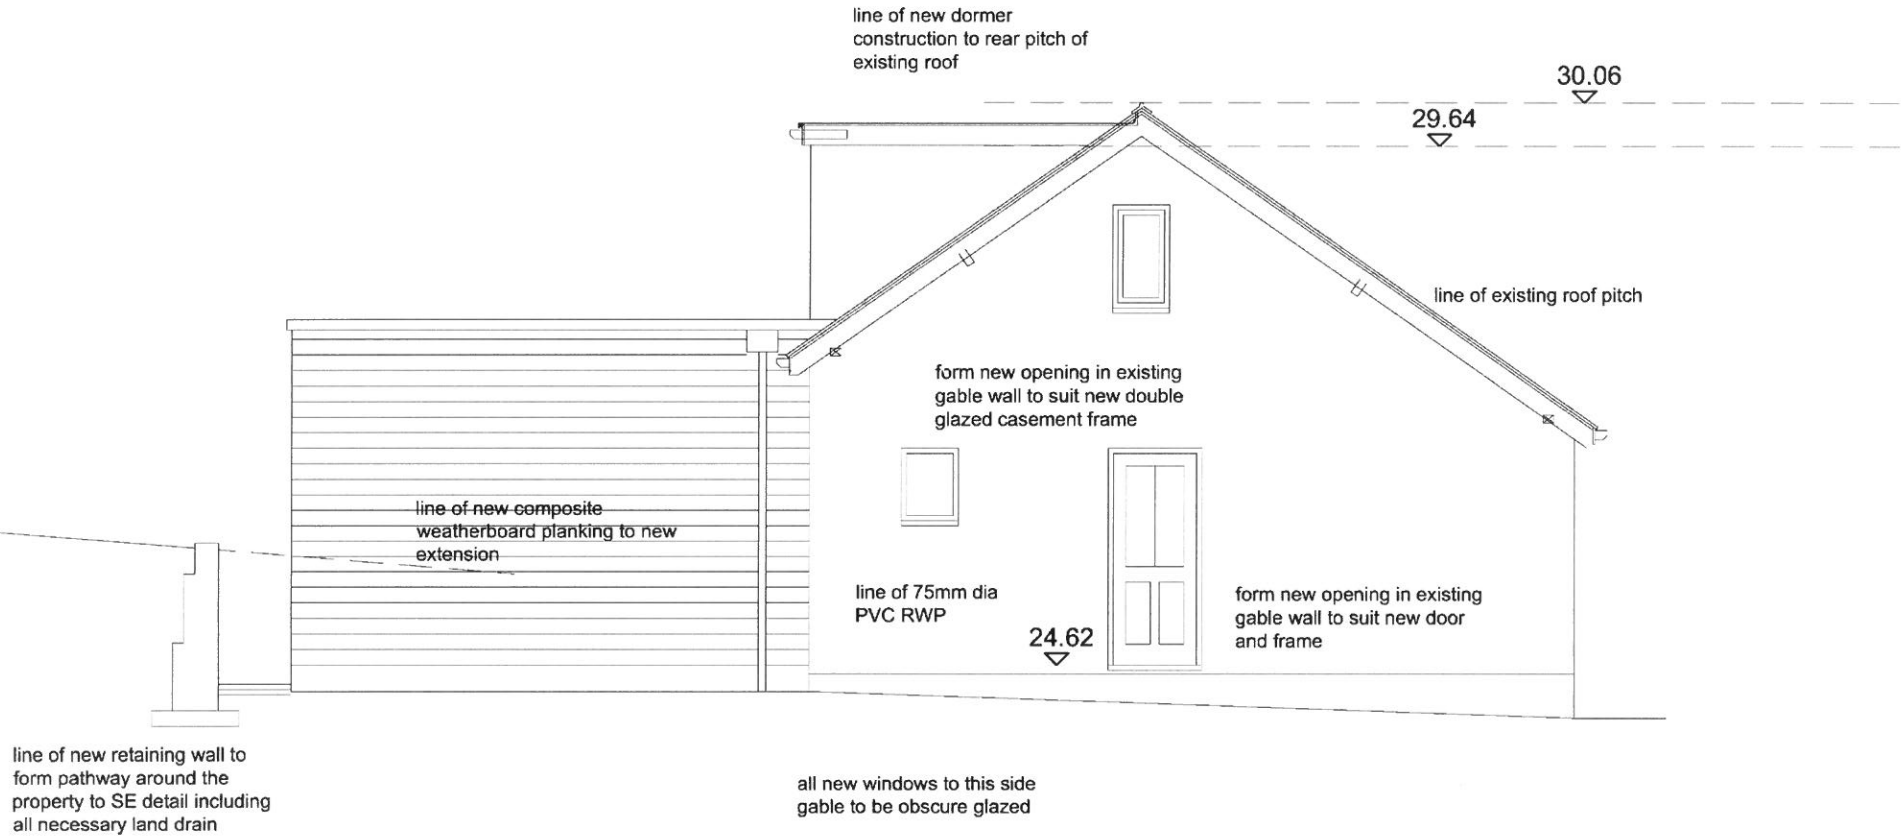 line of new dormer
construction to rear pitch of
existing roof
30.06
29.64
line of existing roof pitch
form new opening in existing
gable wall to suit new double
glazed casement frame
line of new composite
weatherboard planking to new
extension
line of 75mm dia
PVC RWP
form new opening in existing
gable wall to suit new door
and frame
24.62
line of new retaining wall to
form pathway around the
property to SE detail including
all necessary land drain
all new windows to this side
gable to be obscure glazed